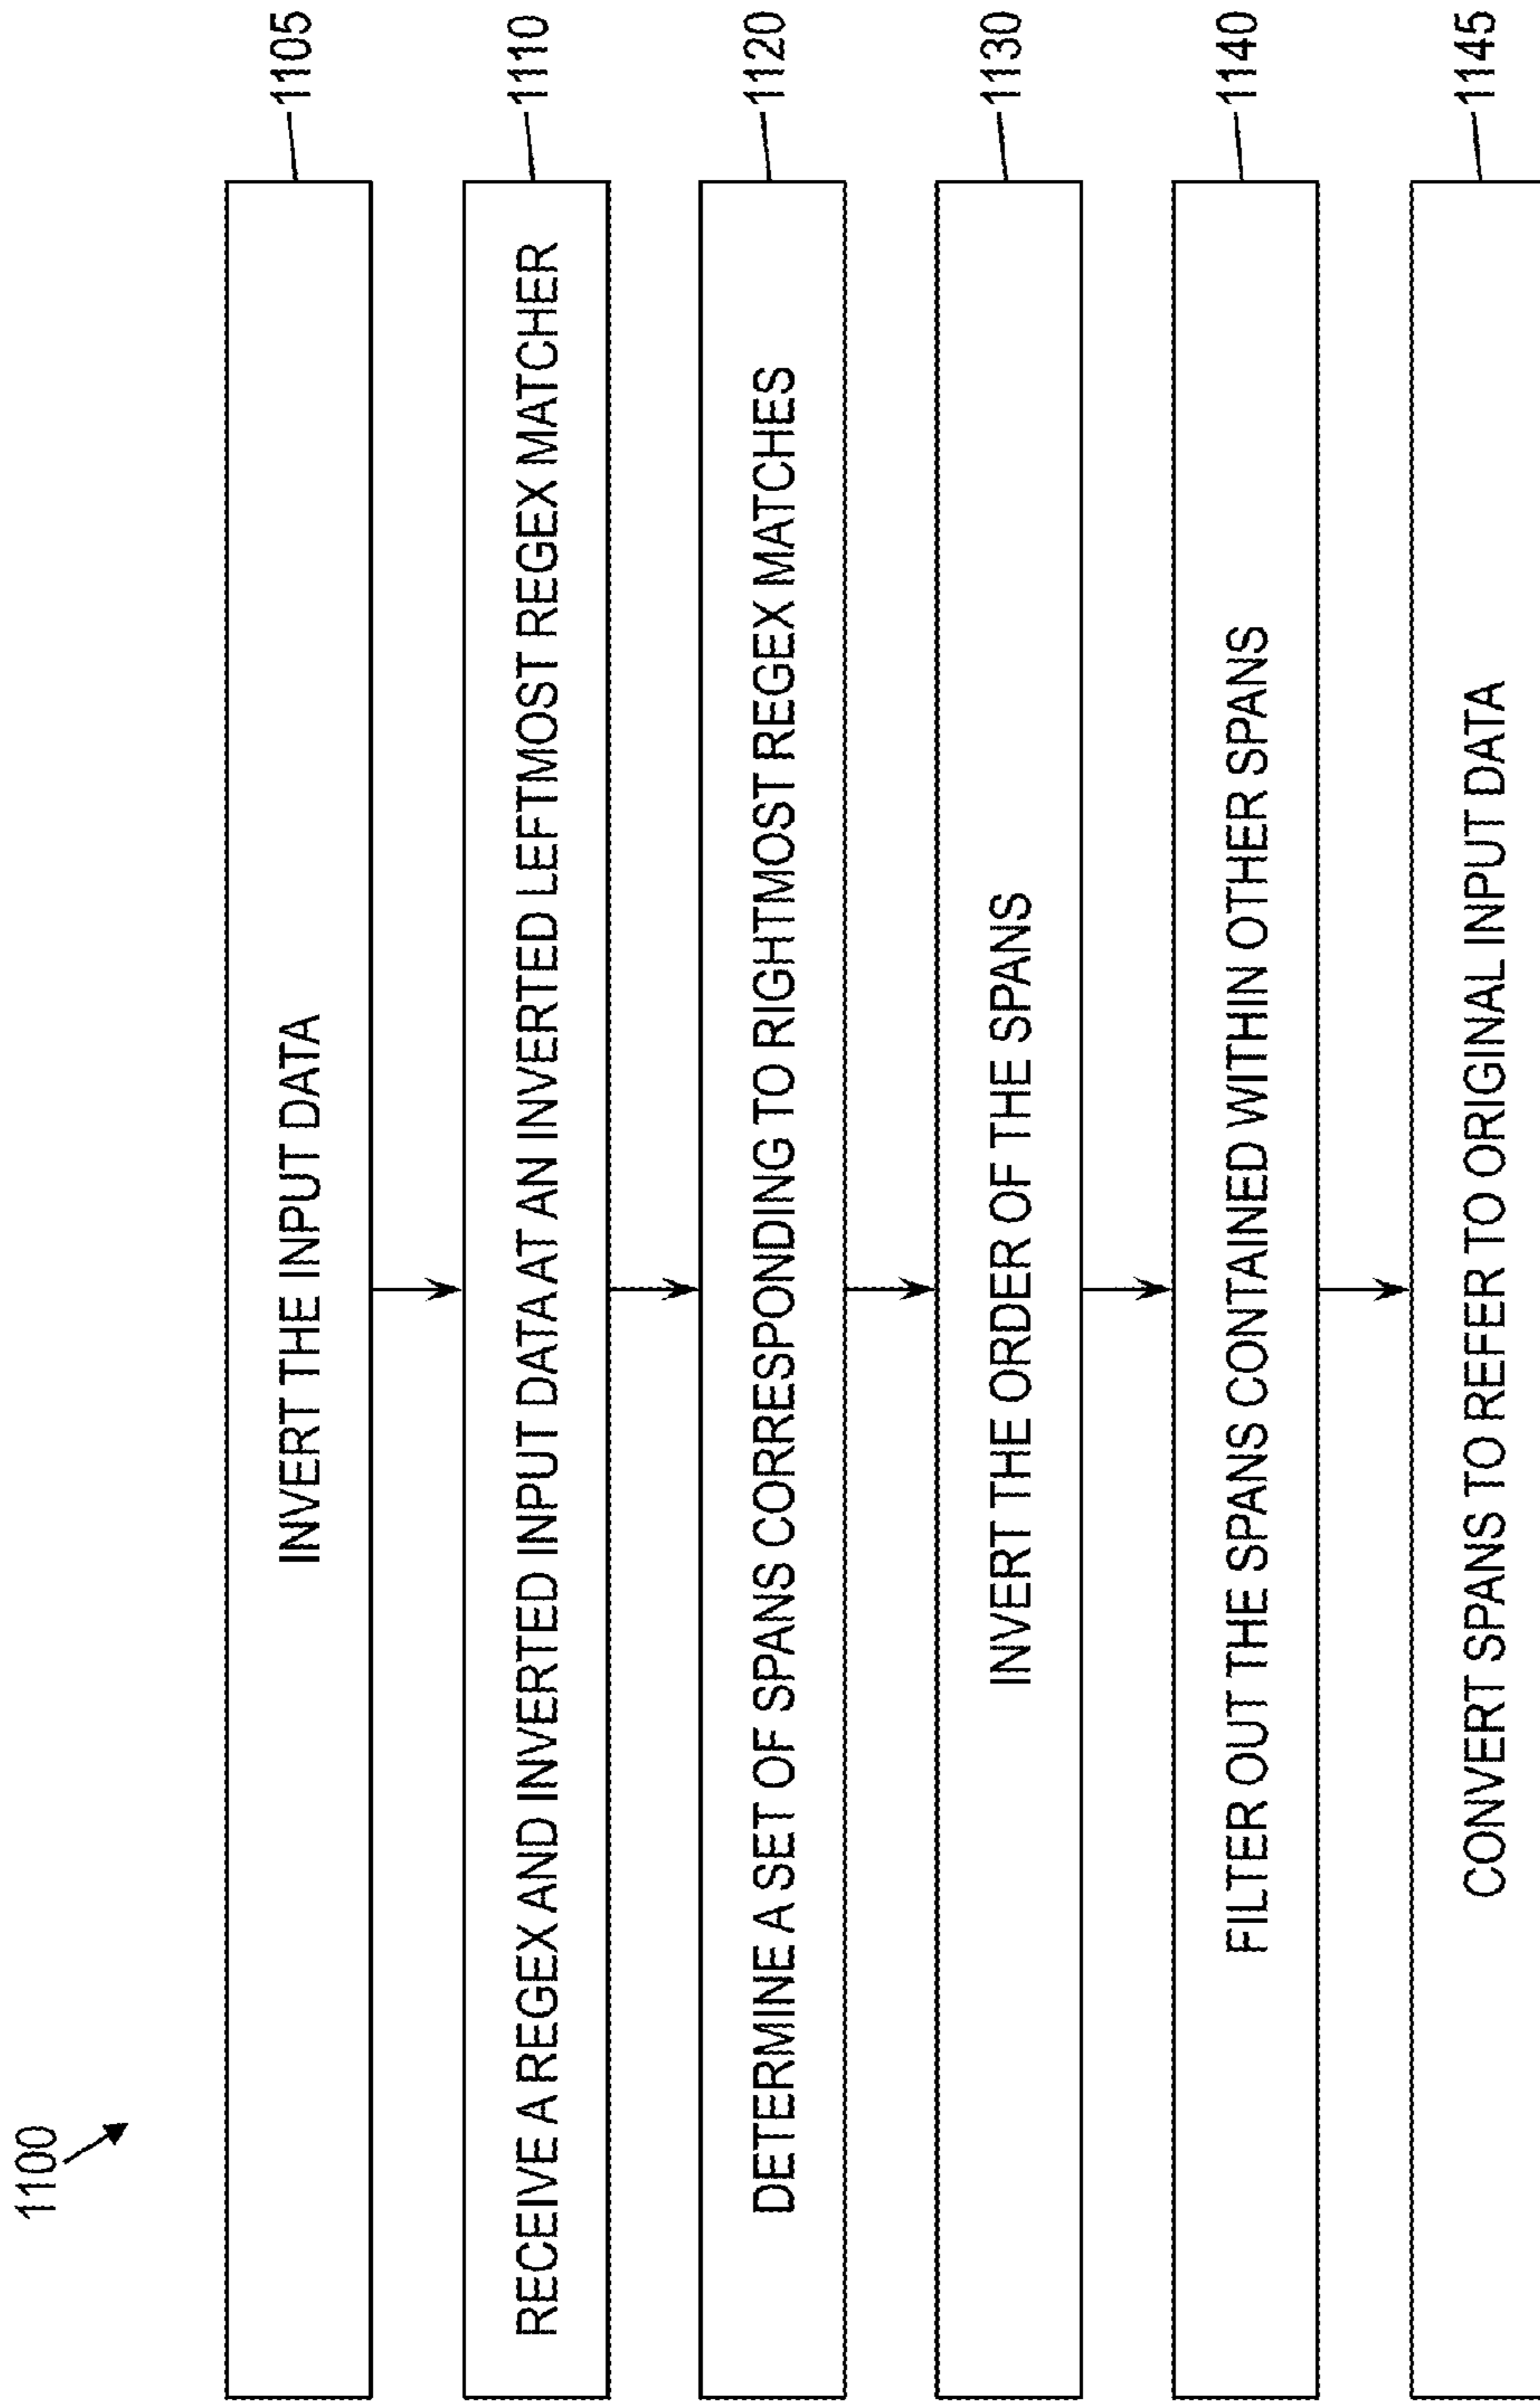 1100
INVERT THE INPUT DATA
1105
RECEIVE A REGEX AND INVERTED INPUT DATA AT AN INVERTED LEFTMOST REGEX MATCHER
1110
DETERMINE A SET OF SPANS CORRESPONDING TO RIGHTMOST REGEX MATCHES
1120
INVERT THE ORDER OF THE SPANS
1130
FILTER OUT THE SPANS CONTAINED WITHIN OTHER SPANS
1140
CONVERT SPANS TO REFER TO ORIGINAL INPUT DATA
1145